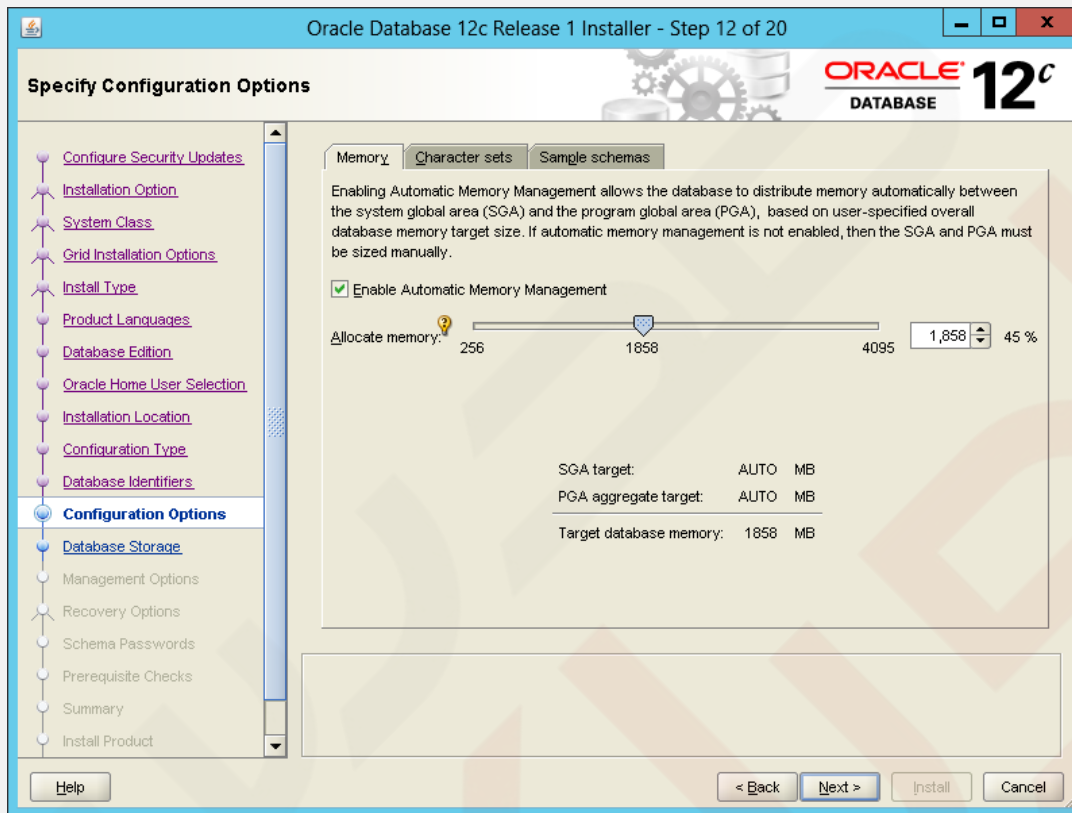 Oracle Database 12c Release 1 Installer - Step 12 of 20
Specify Configuration Options
ORACLE
DATABASE
12c
Configure Security Updates
Installation Option
System Class
Grid Installation Options
Install Type
Product Languages
Database Edition
Oracle Home User Selection
Installation Location
Configuration Type
Database Identifiers
Configuration Options
Database Storage
Management Options
Recovery Options
Schema Passwords
Prerequisite Checks
Summary
Install Product
Memory Character sets Sample schemas
Enabling Automatic Memory Management allows the database to distribute memory automatically between
the system global area (SGA) and the program global area (PGA), based on user-specified overall
database memory target size. If automatic memory management is not enabled, then the SGA and PGA must
be sized manually.
Enable Automatic Memory Management
Allocate memory: 1,858 45 %
256 1858 4095
SGA target: AUTO MB
PGA aggregate target: AUTO MB
Target database memory: 1858 MB
Help < Back Next > Install Cancel